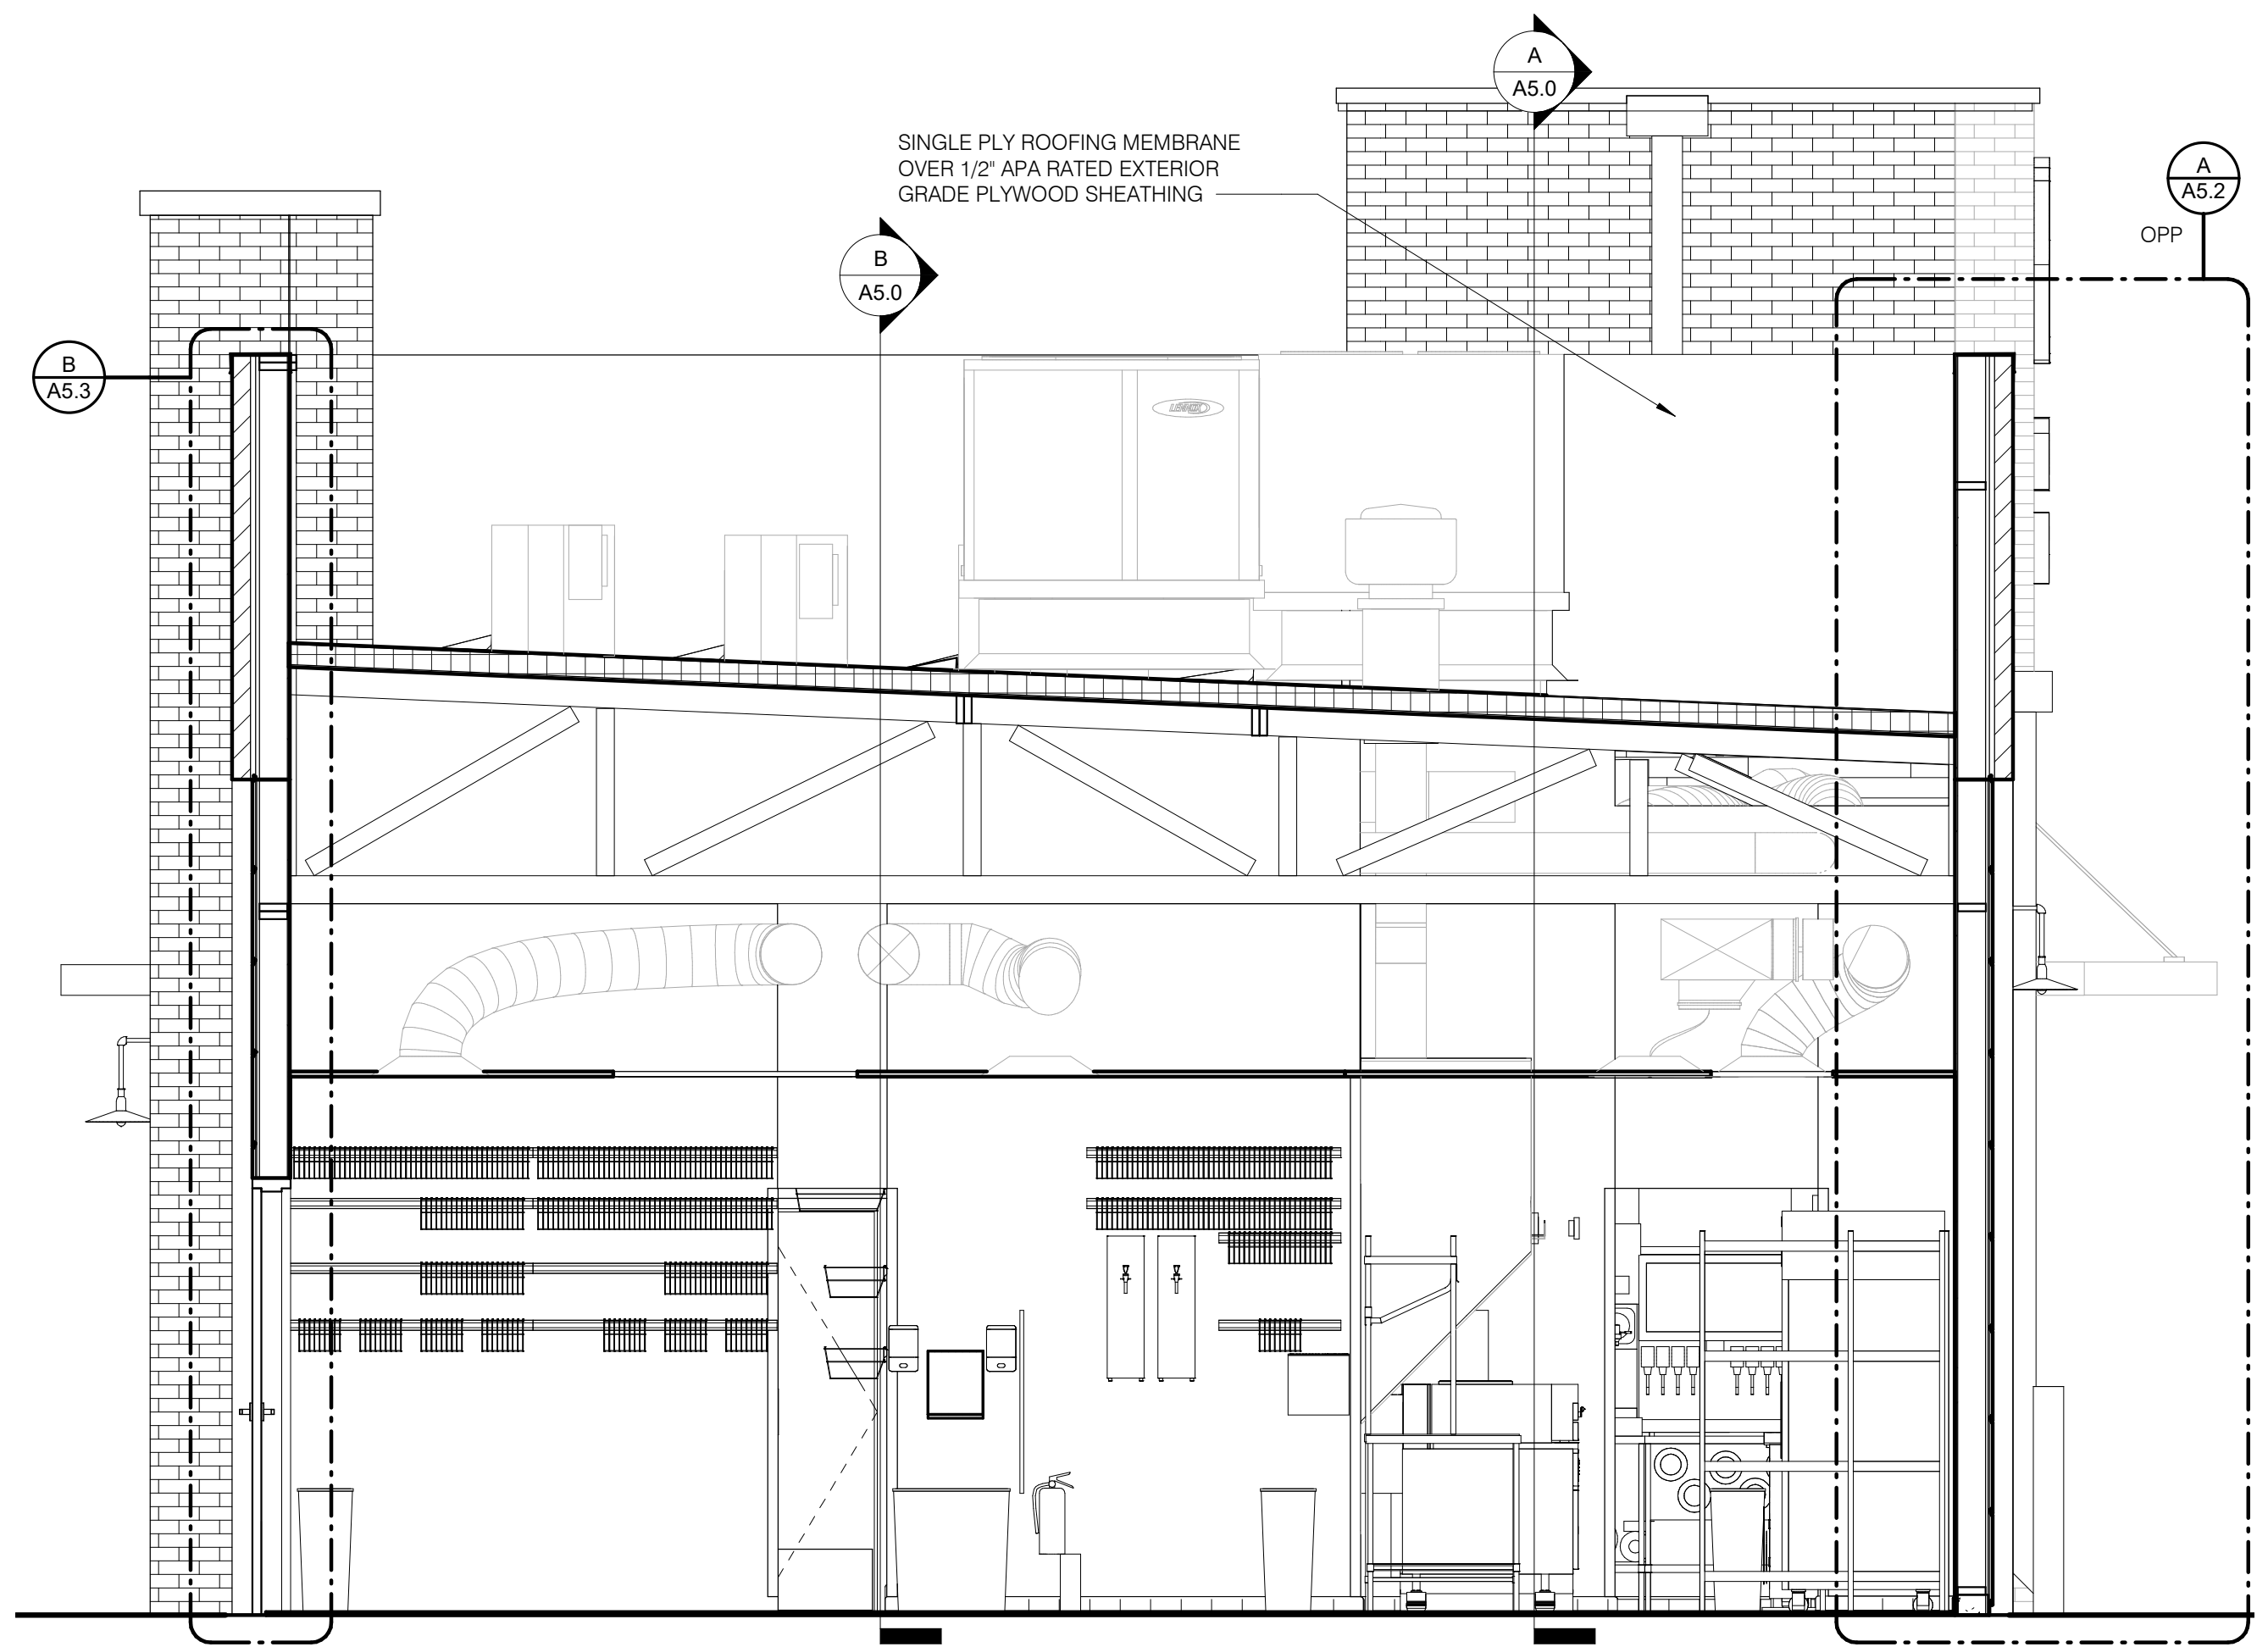 A
A5.0
SINGLE PLY ROOFING MEMBRANE
OVER 1/2" APA RATED EXTERIOR
GRADE PLYWOOD SHEATHING
A
A5.2
OPP
B
A5.0
B
A5.3
LENNOX